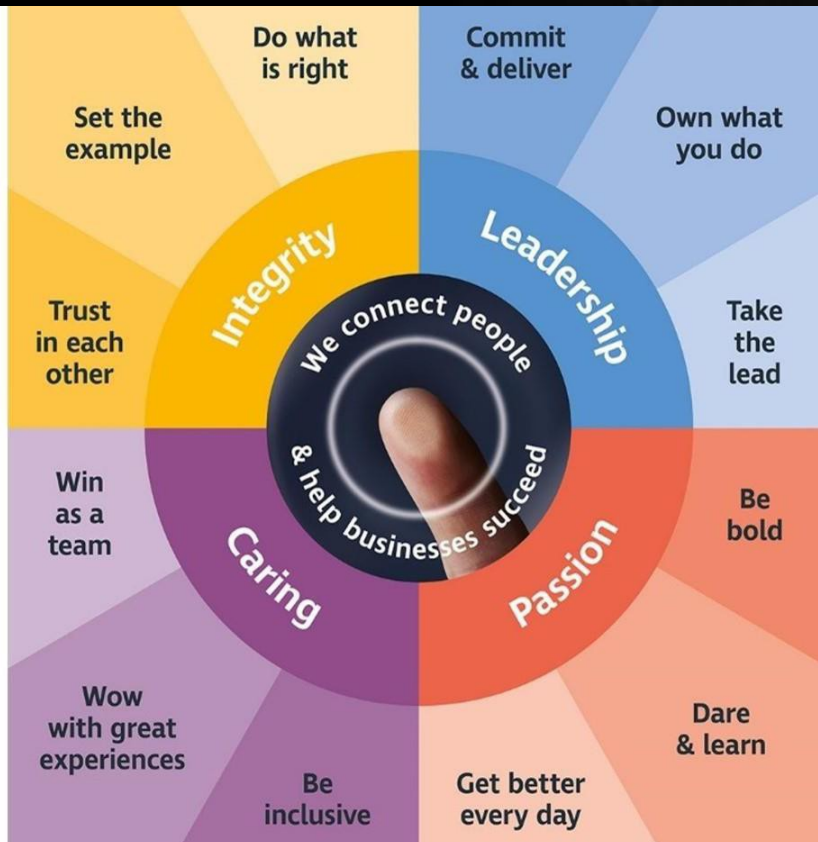 Do what
is right
Commit
& deliver
Set the
example
Own what
you do
Integrity
Leadership
We connect people
& help businesses succeed
Trust
in each
other
Take
the
lead
Win
as a
team
Be
bold
Caring
Passion
Wow
with great
experiences
Dare
& learn
Be
inclusive
Get better
every day